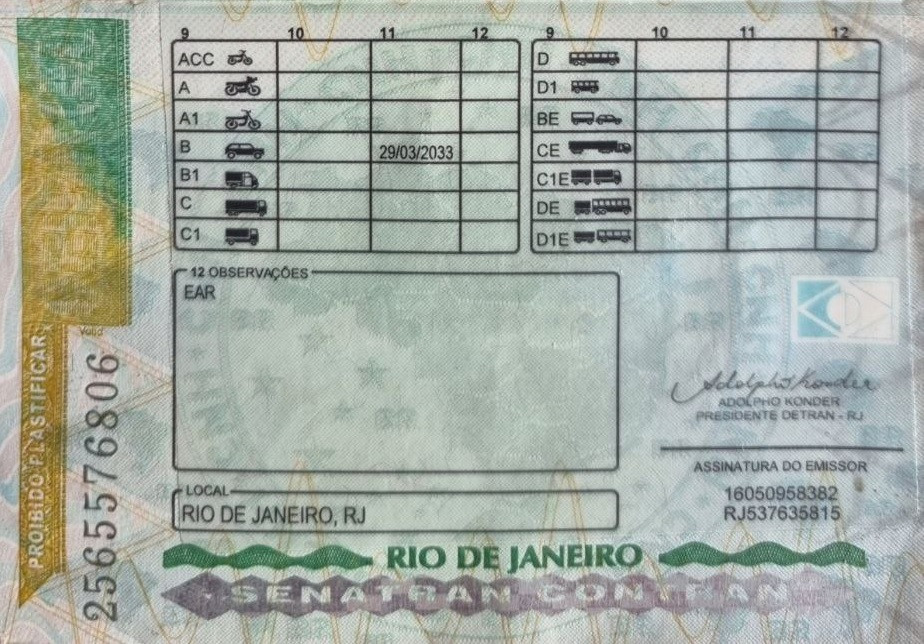 9 10 11 12 9 10 11 12
ACC D
A D1
A1 BE
B 29/03/2033 CE
B1 C1E
C DE
C1 D1E
12 OBSERVAÇÕES
EAR
ADOLPHO KONDER
PRESIDENTE DETRAN - RJ
ASSINATURA DO EMISSOR
16050958382
RJ537635815
LOCAL
RIO DE JANEIRO, RJ
RIO DE JANEIRO
SENATRAN CONTRAN
PROIBIDO PLASTIFICAR
2565576806